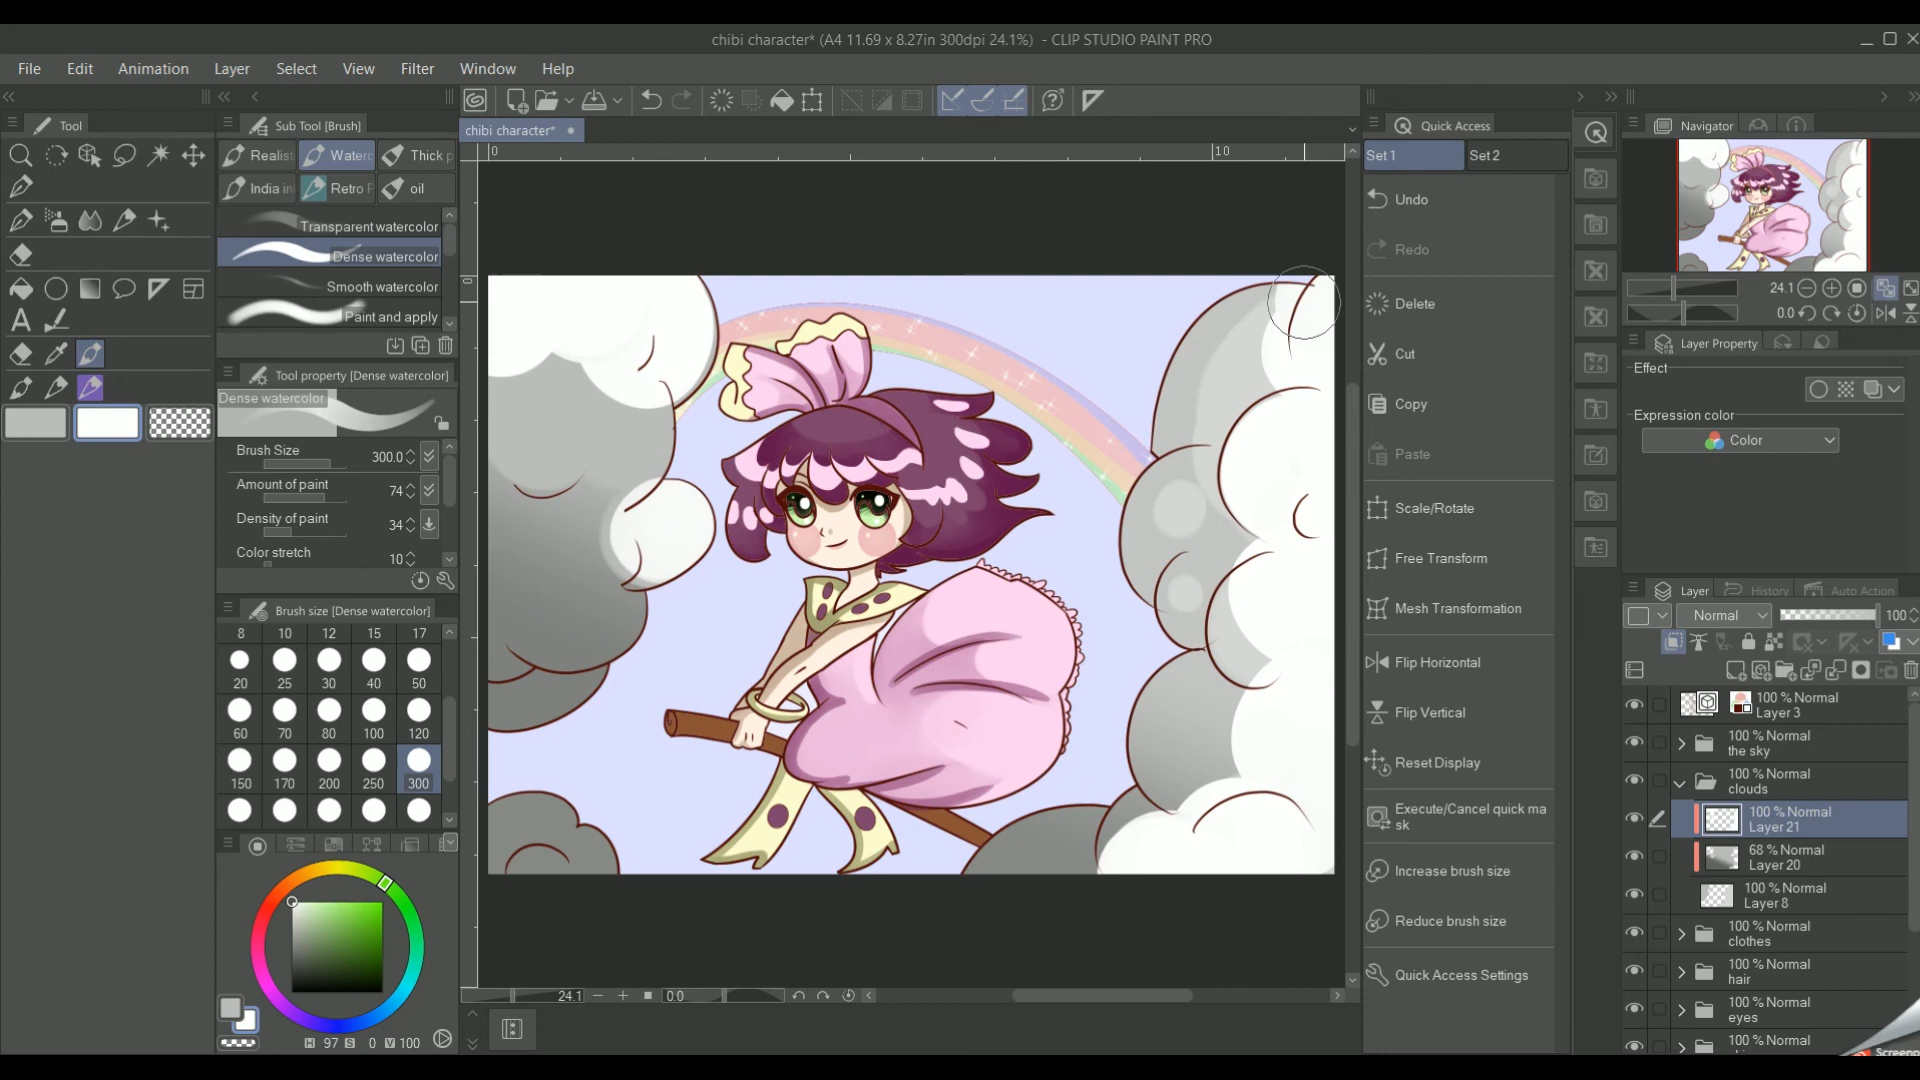 chibi character* (A4 11.69 x 8.27in 300dpi 24.1%) - CLIP STUDIO PAINT PRO
File Edit Animation Layer Select View Filter Window Help
Tool
Sub Tool [Brush]
chibi character*
Quick Access
Navigator
Realis Waterc Thick p
India in Retro P oil
Transparent watercolor
Dense watercolor
Smooth watercolor
Paint and apply
0 10
0
Set 1 Set 2
Undo
Redo
Delete
Cut
Copy
Paste
Scale/Rotate
Free Transform
Mesh Transformation
Flip Horizontal
Flip Vertical
Reset Display
Execute/Cancel quick ma
sk
Increase brush size
Reduce brush size
Quick Access Settings
24.1
0.0
Layer Property
Effect
Expression color
Color
Tool property [Dense watercolor]
Dense watercolor
Brush Size 300.0
Amount of paint 74
Density of paint 34
Color stretch 10
Brush size [Dense watercolor]
8 10 12 15 17
20 25 30 40 50
60 70 80 100 120
150 170 200 250 300
H 97 S 0 V 100
24.1 0.0
Layer History Auto Action
Normal 100
100 % Normal
Layer 3
100 % Normal
the sky
100 % Normal
clouds
100 % Normal
Layer 21
68 % Normal
Layer 20
100 % Normal
Layer 8
100 % Normal
clothes
100 % Normal
hair
100 % Normal
eyes
100 % Normal